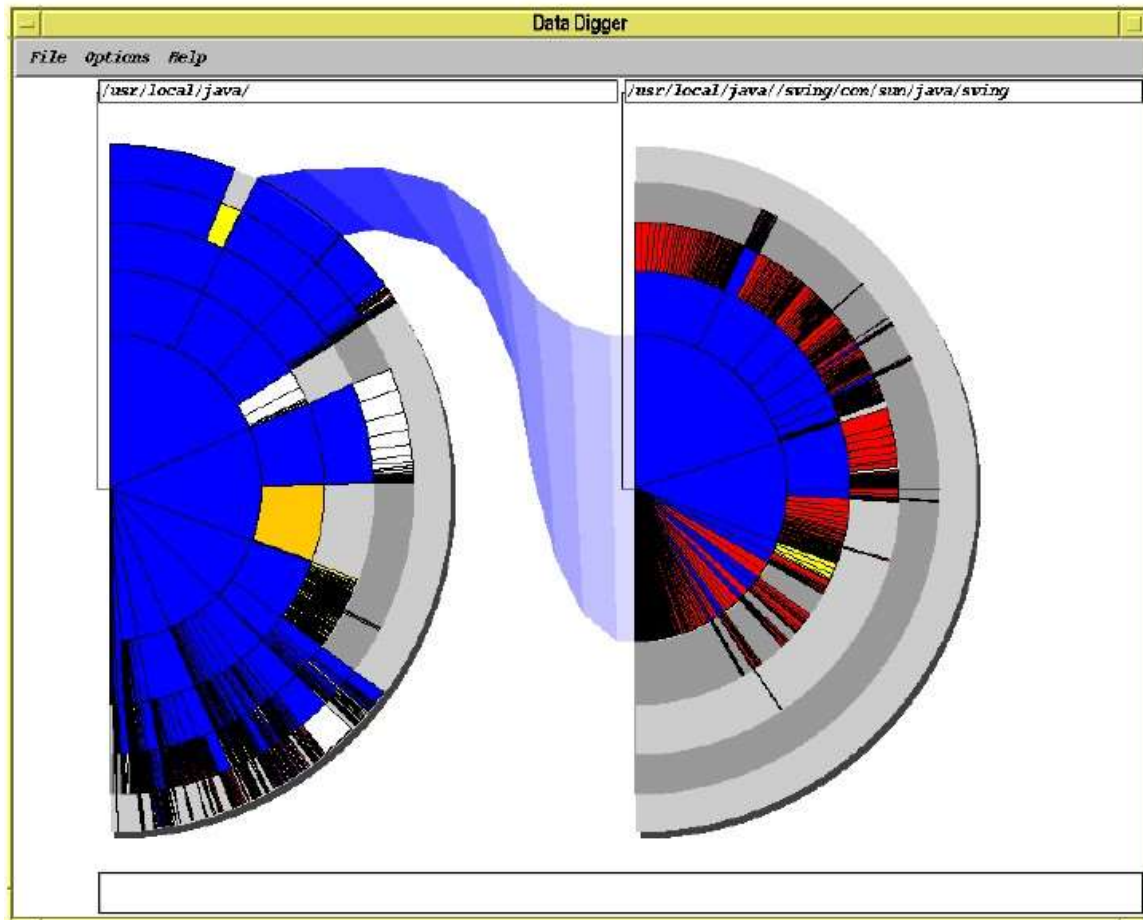 Data Digger
File Options Help
/usr/local/java/
/usr/local/java//swing/com/sun/java/swing